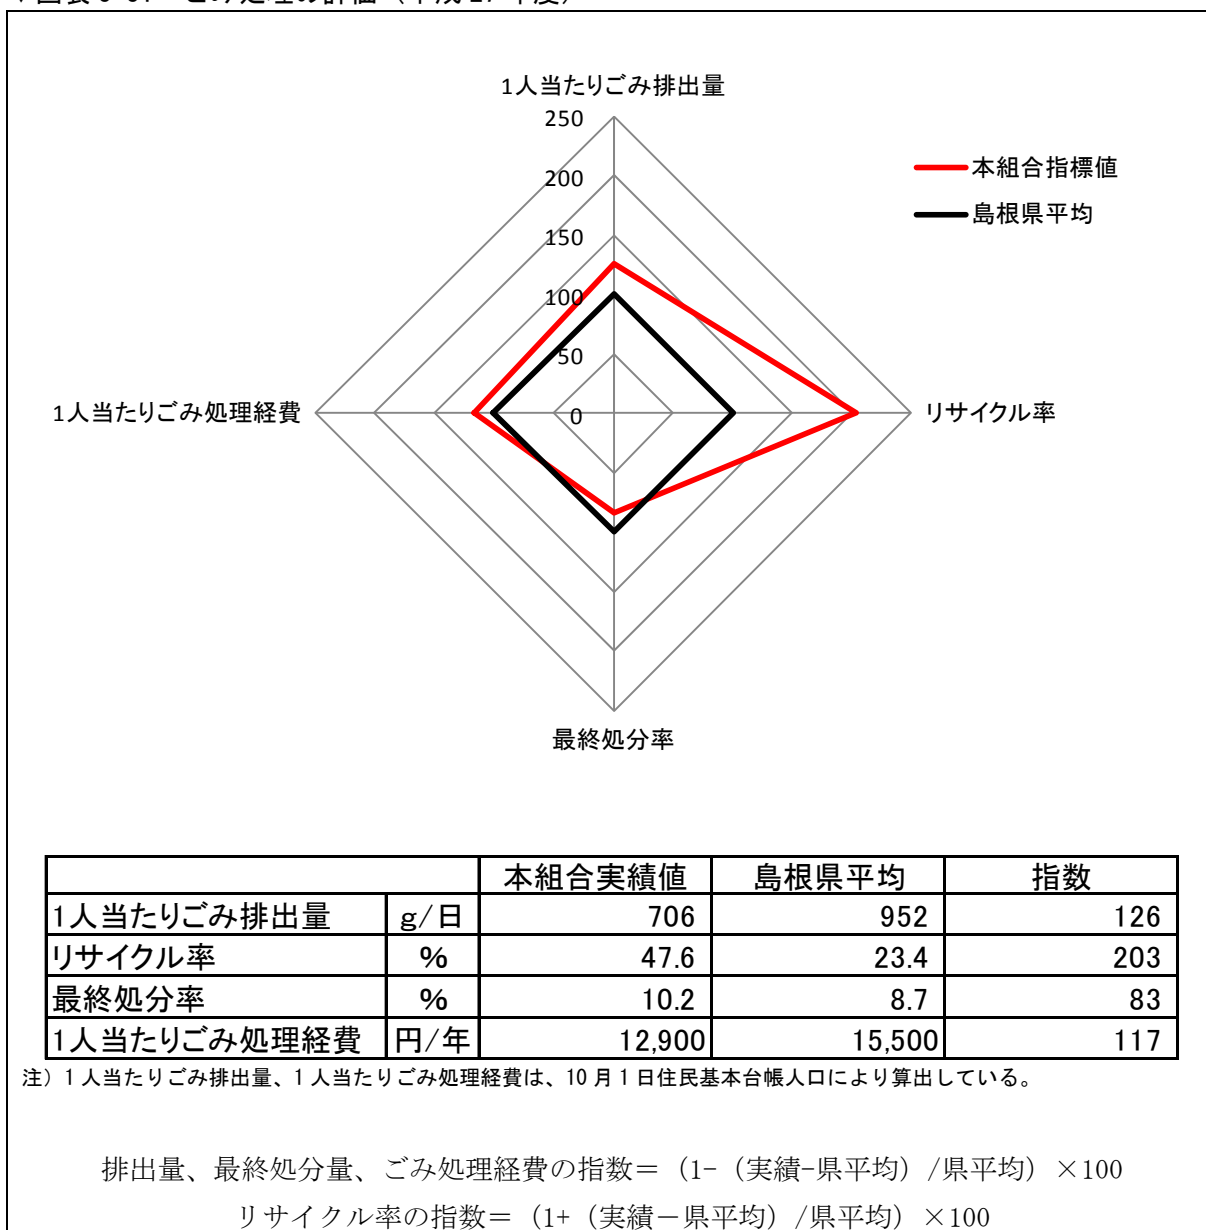 1人当たりごみ排出量
250
200
150
100
50
0
本組合指標値
島根県平均
1人当たりごみ処理経費
リサイクル率
最終処分率
本組合実績値 島根県平均 指数
1人当たりごみ排出量 g/日 706 952 126
リサイクル率 % 47.6 23.4 203
最終処分率 % 10.2 8.7 83
1人当たりごみ処理経費 円/年 12,900 15,500 117
注）1人当たりごみ排出量、1人当たりごみ処理経費は、10月1日住民基本台帳人口により算出している。
排出量、最終処分量、ごみ処理経費の指数＝（1-（実績-県平均）/県平均）×100
リサイクル率の指数＝（1+（実績－県平均）/県平均）×100